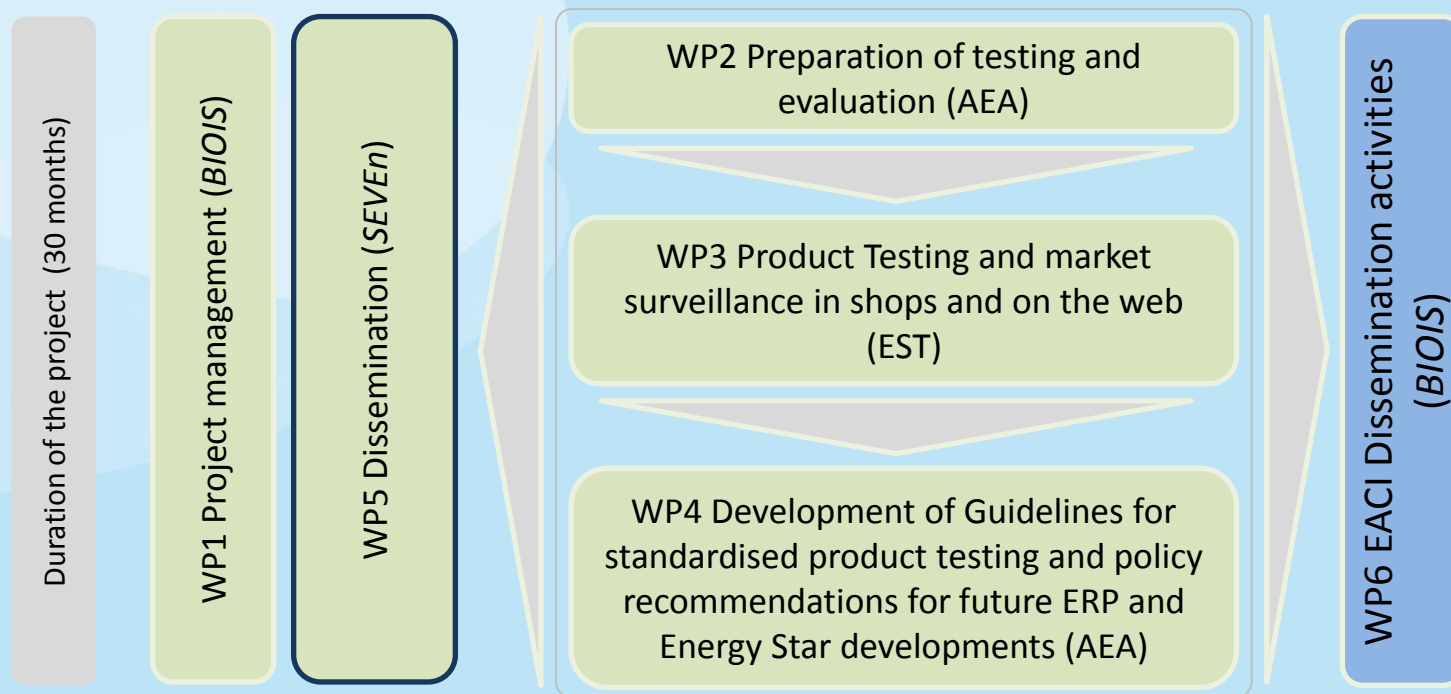 Duration of the project (30 months)
WP1 Project management (BIOIS)
WP5 Dissemination (SEVEn)
WP2 Preparation of testing and
evaluation (AEA)
WP3 Product Testing and market
surveillance in shops and on the web
(EST)
WP4 Development of Guidelines for
standardised product testing and policy
recommendations for future ERP and
Energy Star developments (AEA)
WP6 EACI Dissemination activities
(BIOIS)